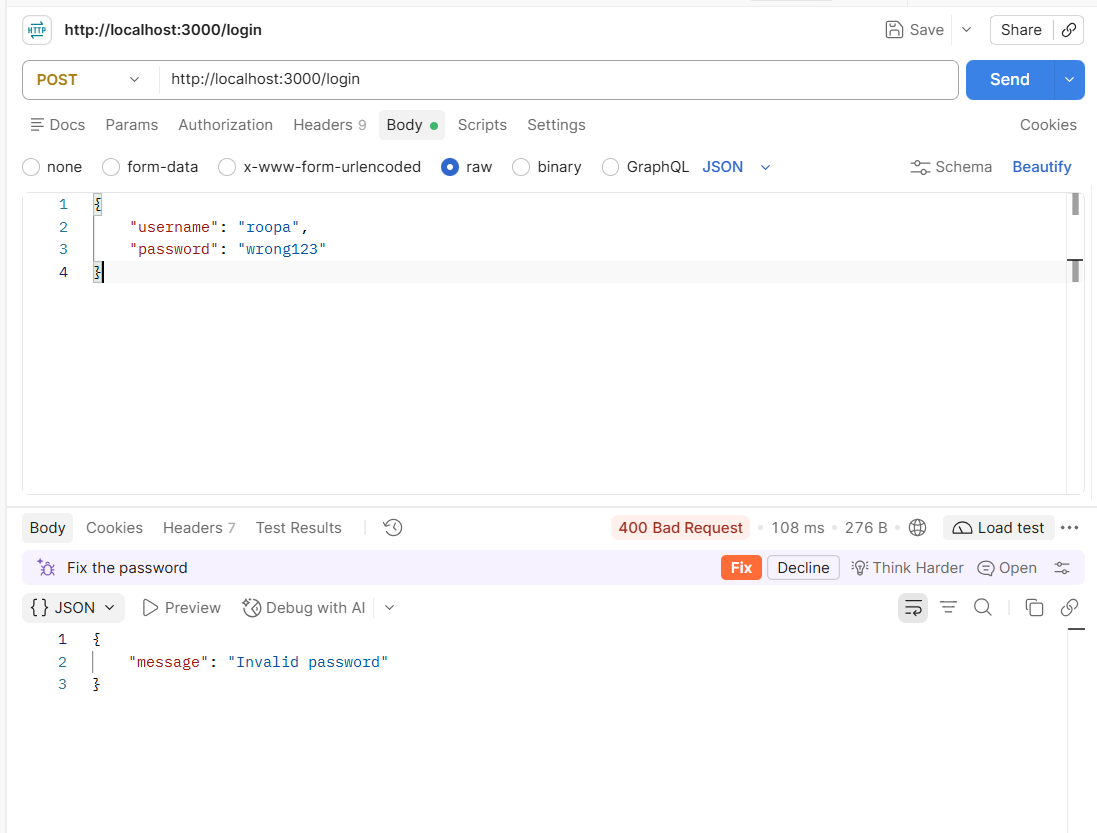 HTTP http://localhost:3000/login Save Share
POST http://localhost:3000/login Send
Docs Params Authorization Headers 9 Body Scripts Settings Cookies
none form-data x-www-form-urlencoded raw binary GraphQL JSON Schema Beautify
1 {
2 "username": "roopa",
3 "password": "wrong123"
4 }
Body Cookies Headers 7 Test Results 400 Bad Request • 108 ms • 276 B • Load test •••
Fix the password Fix Decline Think Harder Open
{} JSON Preview Debug with AI
1 {
2 "message": "Invalid password"
3 }